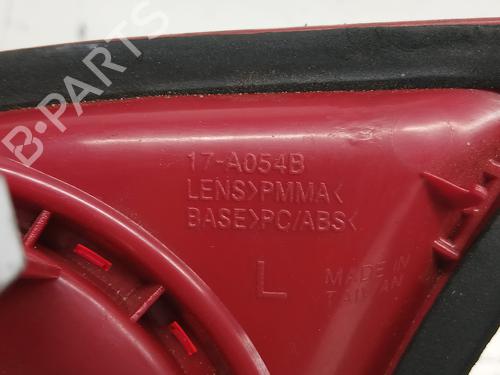 B-PARTS
17-A054B
LENS>PMMA<
BASE>PC/ABS<
L
MADE IN
TAIWAN